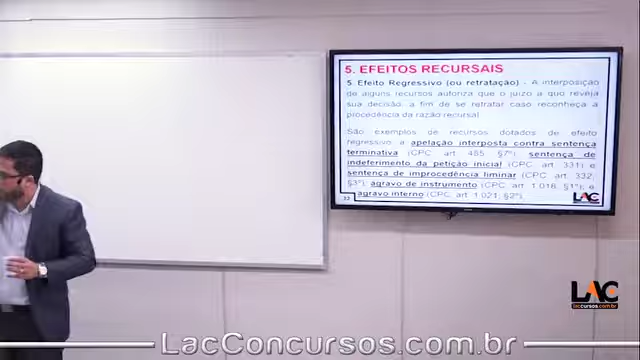 5. EFEITOS RECURSAIS
5. Efeito Regressivo (ou retratação) - A interposição
de alguns recursos autoriza que o juízo a quo reveja
sua decisão, a fim de se retratar caso reconheça a
procedência da razão recursal
São exemplos de recursos dotados de efeito
regressivo: a apelação interposta contra sentença
terminativa (CPC, art. 485, §7º); sentença de
indeferimento da petição inicial (CPC, art. 331) e
sentença de improcedência liminar (CPC, art. 332,
§3º); agravo de instrumento (CPC, art. 1.018, §1º); e
agravo interno (CPC, art. 1.021, §2º).
LAC
LAC
lacconcursos.com.br
LacConcursos.com.br